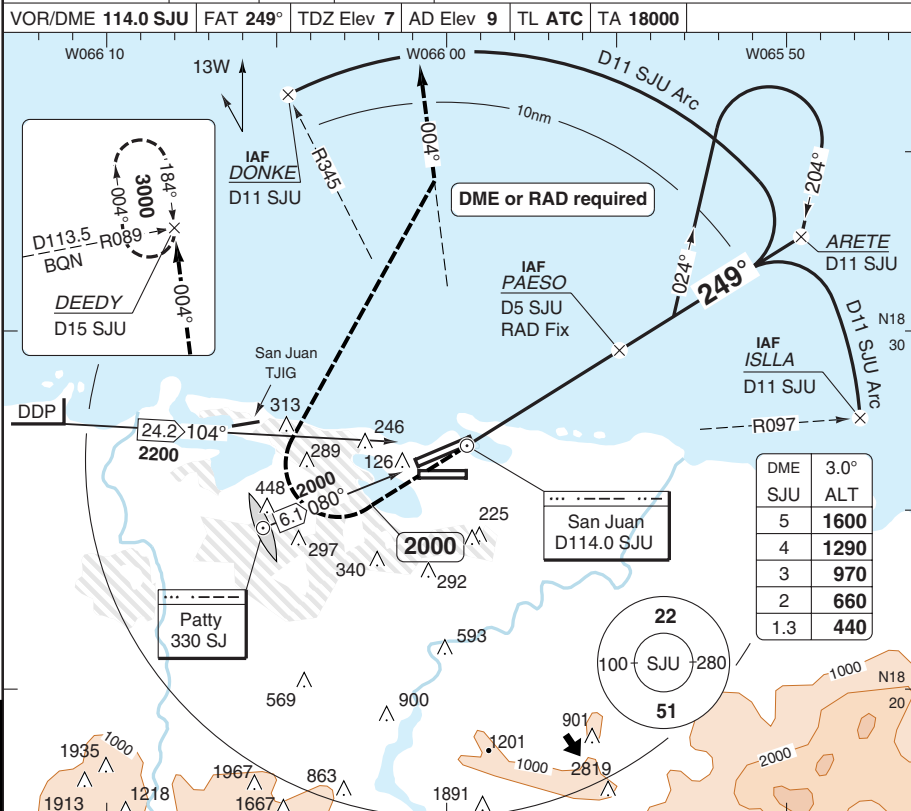 VOR/DME 114.0 SJU FAT 249° TDZ Elev 7 AD Elev 9 TL ATC TA 18000
W066 10
W066 00
W065 50
13W
D11 SJU Arc
10nm
004°
R345
IAF
DONKE
D11 SJU
DME or RAD required
204°
024°
249°
ARETE
D11 SJU
184°
3000
004°
D113.5 R089
BQN
DEEDY
D15 SJU
004°
IAF
PAESO
D5 SJU
RAD Fix
N18
30
D11 SJU Arc
IAF
ISLLA
D11 SJU
R097
San Juan
TJIG
DDP
24.2 104°
2200
313
246
289
126
2000
448
6.1 080°
297
340
2000
225
292
San Juan
D114.0 SJU
Patty
330 SJ
DME 3.0°
SJU ALT
5 1600
4 1290
3 970
2 660
1.3 440
593
22
100 SJU 280
51
569
900
901
1201
1000
2819
1000
N18
20
2000
1935
1000
1967
863
1913
1218
1667
1891